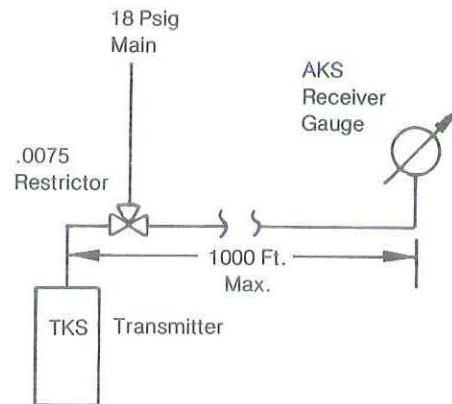 18 Psig
Main
AKS
Receiver
Gauge
.0075
Restrictor
1000 Ft.
Max.
TKS
Transmitter